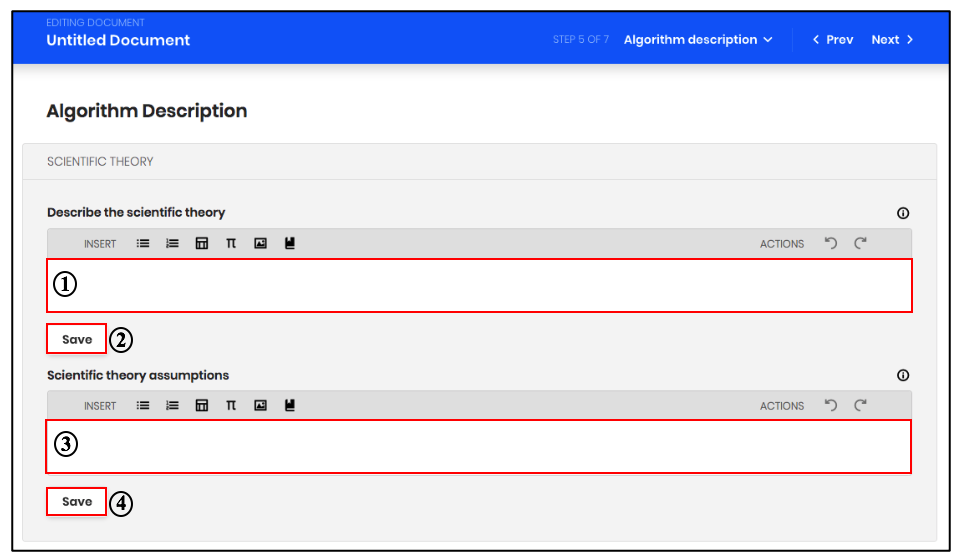 EDITING DOCUMENT
Untitled Document
STEP 5 OF 7 Algorithm description Prev Next
Algorithm Description
SCIENTIFIC THEORY
Describe the scientific theory
INSERT π ACTIONS
1
Save 2
Scientific theory assumptions
INSERT π ACTIONS
3
Save 4